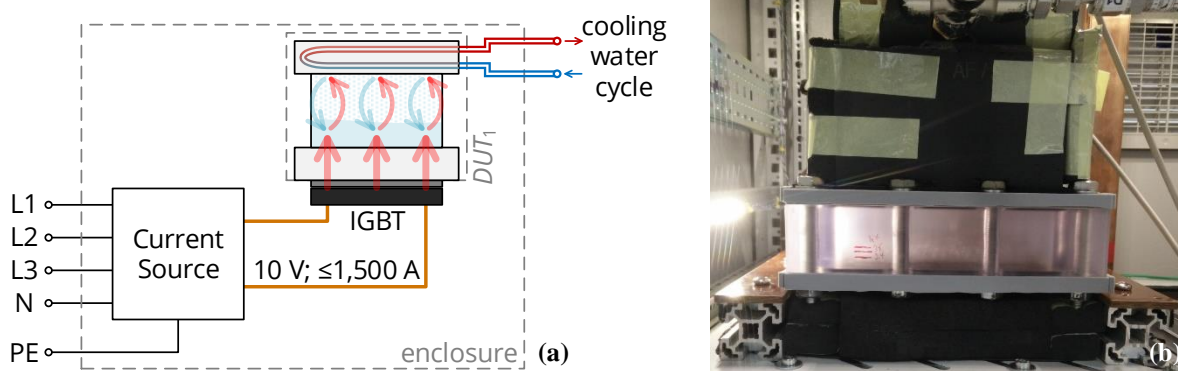 cooling
water
cycle
DUT1
IGBT
L1
L2
L3
N
PE
Current
Source
10 V; ≤1,500 A
enclosure
(a)
(b)